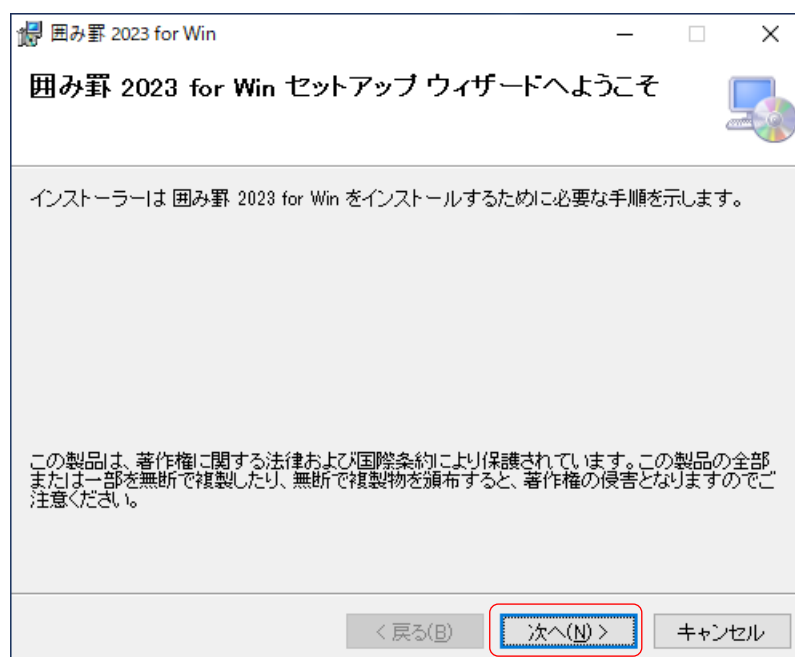 囲み罫 2023 for Win
囲み罫 2023 for Win セットアップ ウィザードへようこそ
インストーラーは 囲み罫 2023 for Win をインストールするために必要な手順を示します。
この製品は、著作権に関する法律および国際条約により保護されています。この製品の全部
または一部を無断で複製したり、無断で複製物を頒布すると、著作権の侵害となりますのでご
注意ください。
< 戻る(B) 次へ(N) > キャンセル